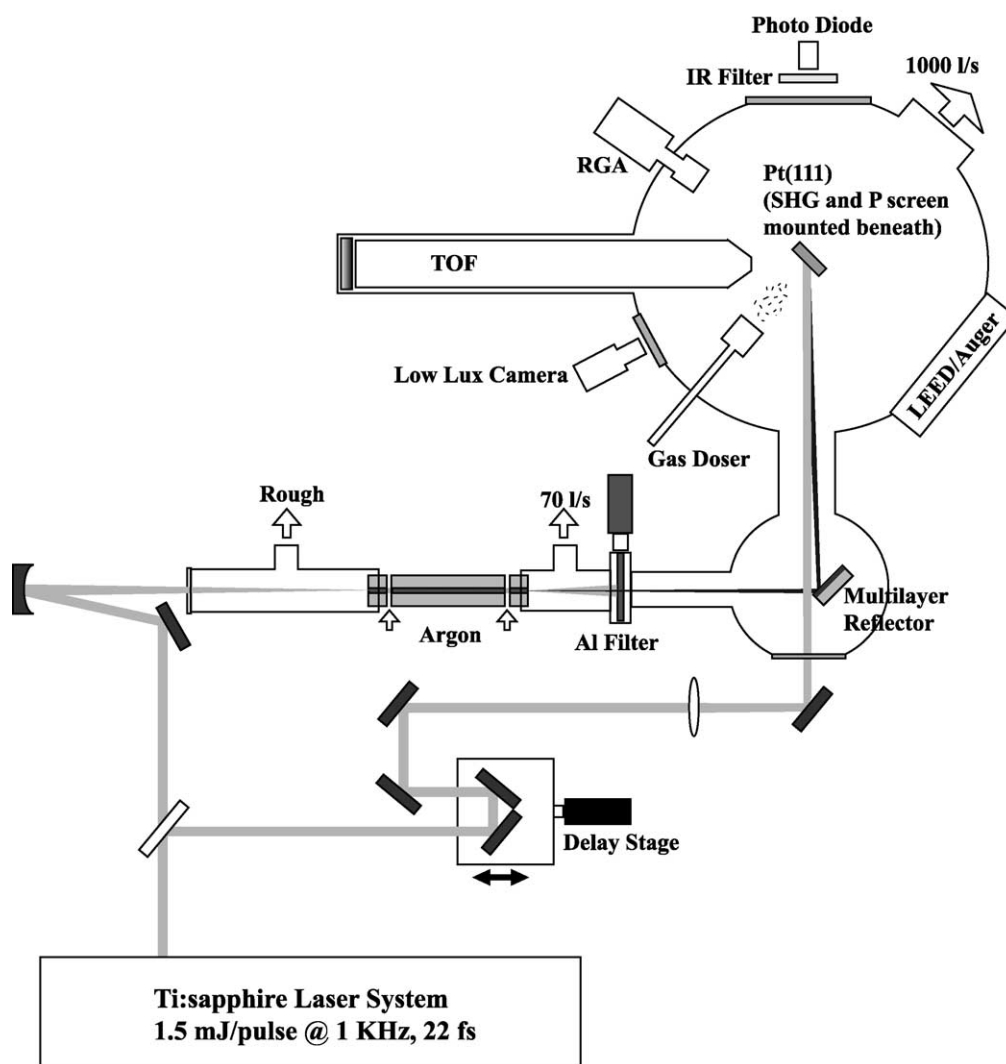 Photo Diode
IR Filter
1000 l/s
RGA
Pt(111)
(SHG and P screen
mounted beneath)
TOF
Low Lux Camera
LEED/Auger
Gas Doser
Rough
70 l/s
Argon
Al Filter
Multilayer
Reflector
Delay Stage
Ti:sapphire Laser System
1.5 mJ/pulse @ 1 KHz, 22 fs